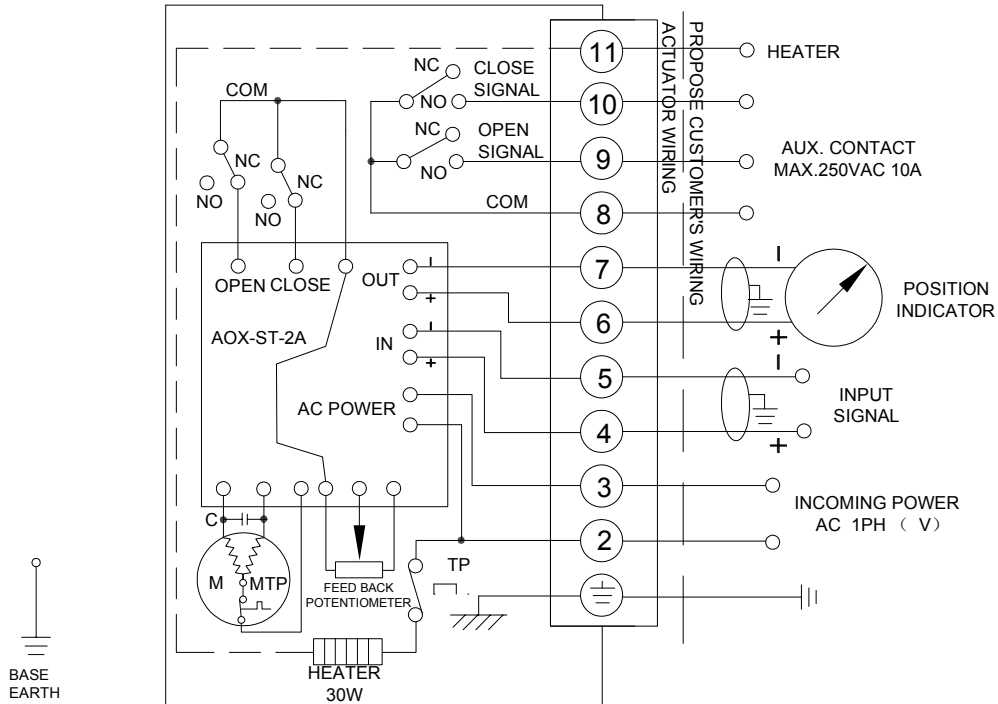 11
HEATER
NC
CLOSE
SIGNAL
NO
10
COM
NC
OPEN
SIGNAL
NO
9
AUX. CONTACT
MAX.250VAC 10A
NC
NO
NC
NO
COM
8
ACTUATOR WIRING
PROPOSE CUSTOMER'S WIRING
OPEN
CLOSE
OUT
-
+
7
-
POSITION
INDICATOR
6
+
AOX-ST-2A
IN
-
+
5
-
INPUT
SIGNAL
4
+
AC POWER
3
INCOMING POWER
AC 1PH ( V)
2
C
M
MTP
FEED BACK
POTENTIOMETER
TP
HEATER
30W
BASE
EARTH